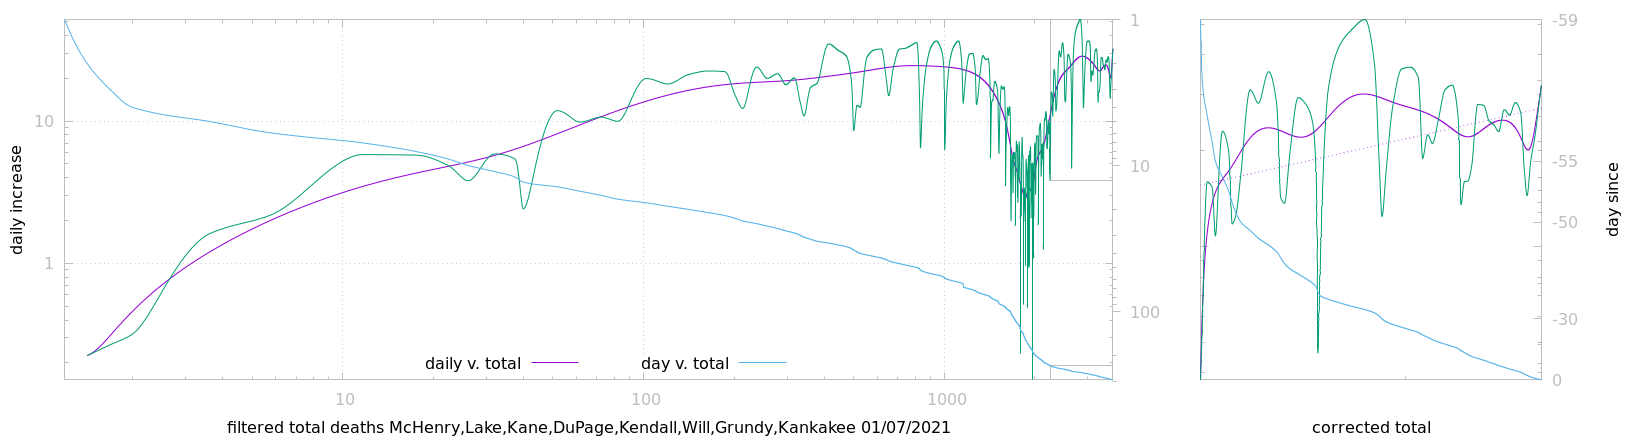 1
-59
10
10
-55
daily increase
-50
day since
1
100
-30
daily v. total
day v. total
0
10
100
1000
filtered total deaths McHenry,Lake,Kane,DuPage,Kendall,Will,Grundy,Kankakee 01/07/2021
corrected total